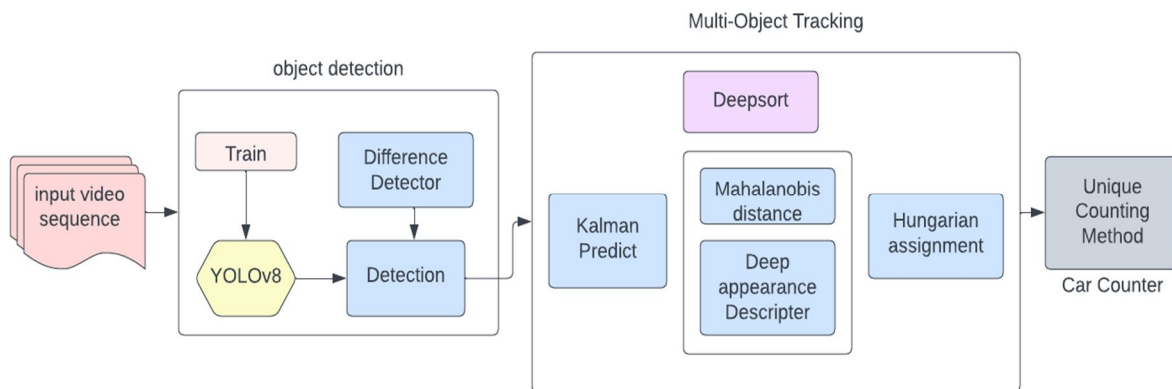 Multi-Object Tracking
object detection
Deepsort
Train
Difference
Detector
input video
sequence
YOLOv8
Detection
Kalman
Predict
Mahalanobis
distance
Deep
appearance
Descripter
Hungarian
assignment
Unique
Counting
Method
Car Counter